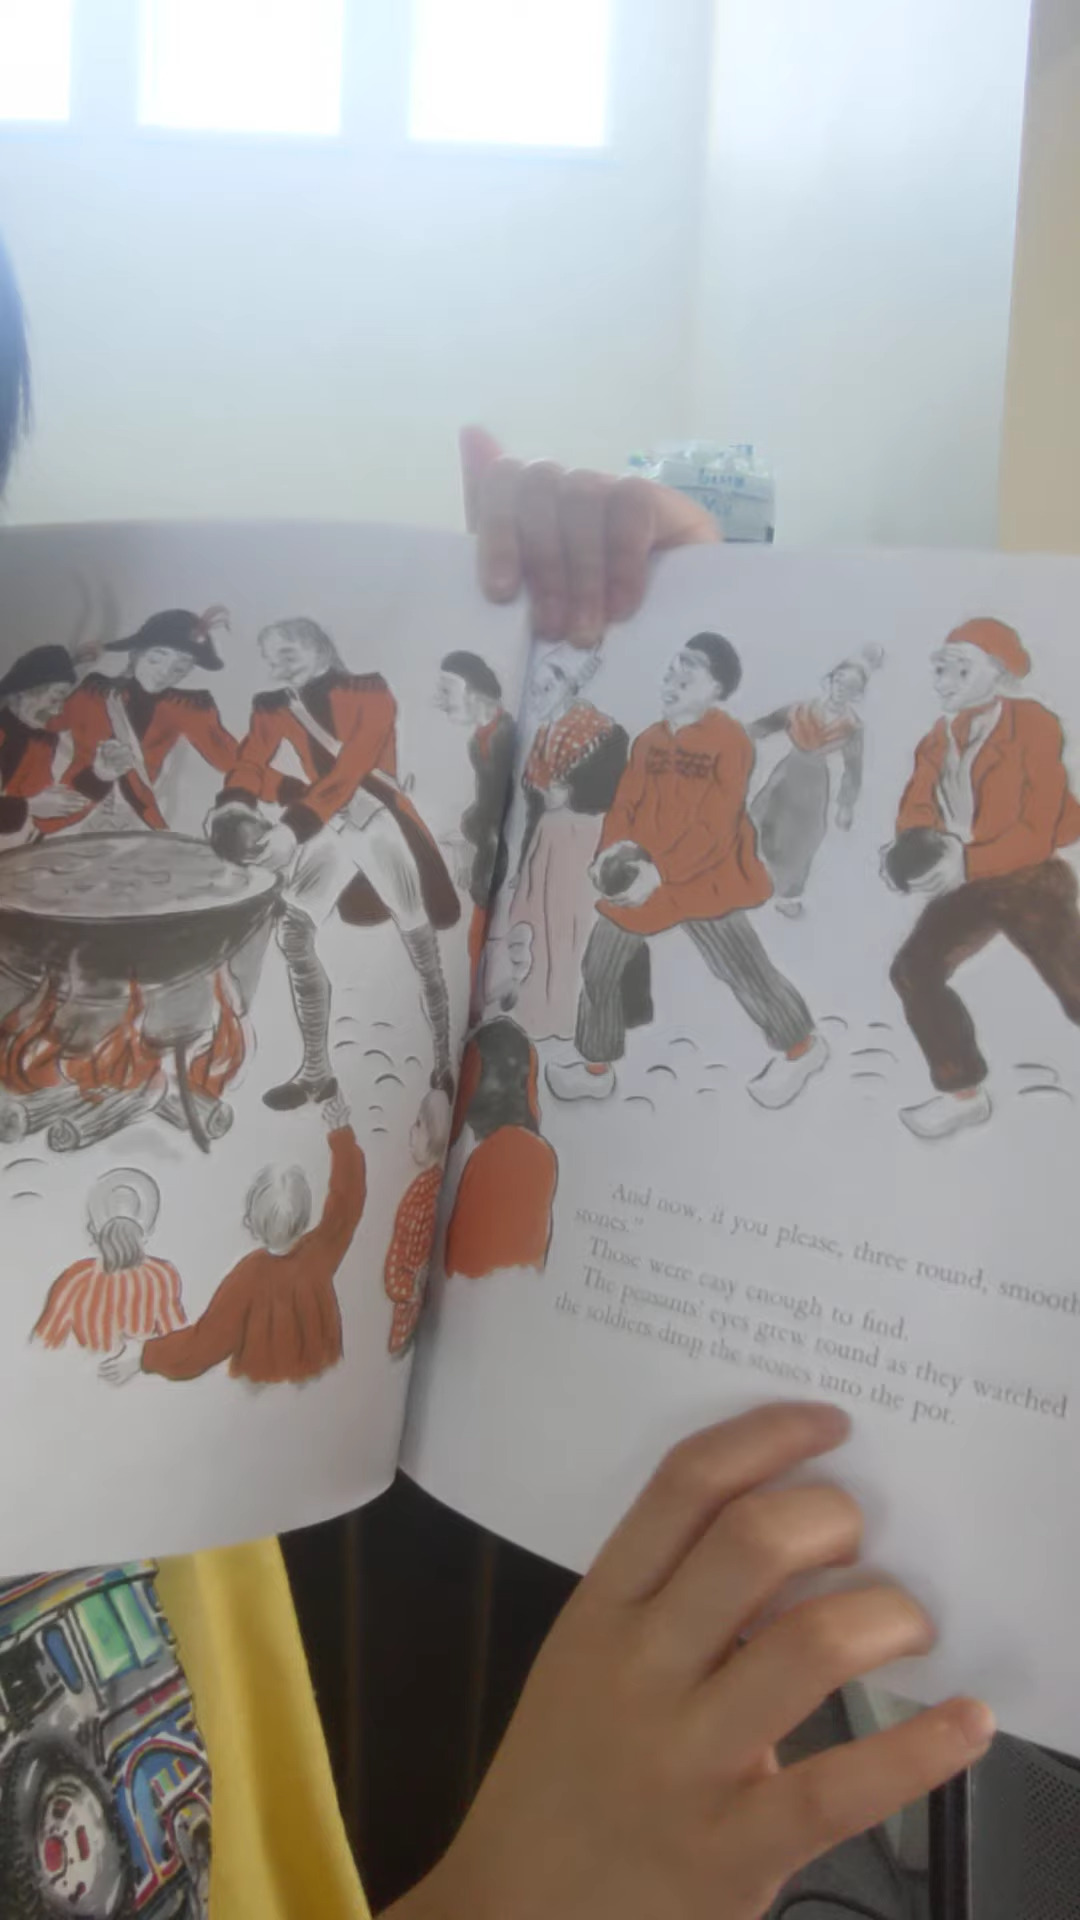 And now, if you please, three round, smooth
stones."
Those were easy enough to find.
The peasants' eyes grew round as they watched
the soldiers drop the stones into the pot.